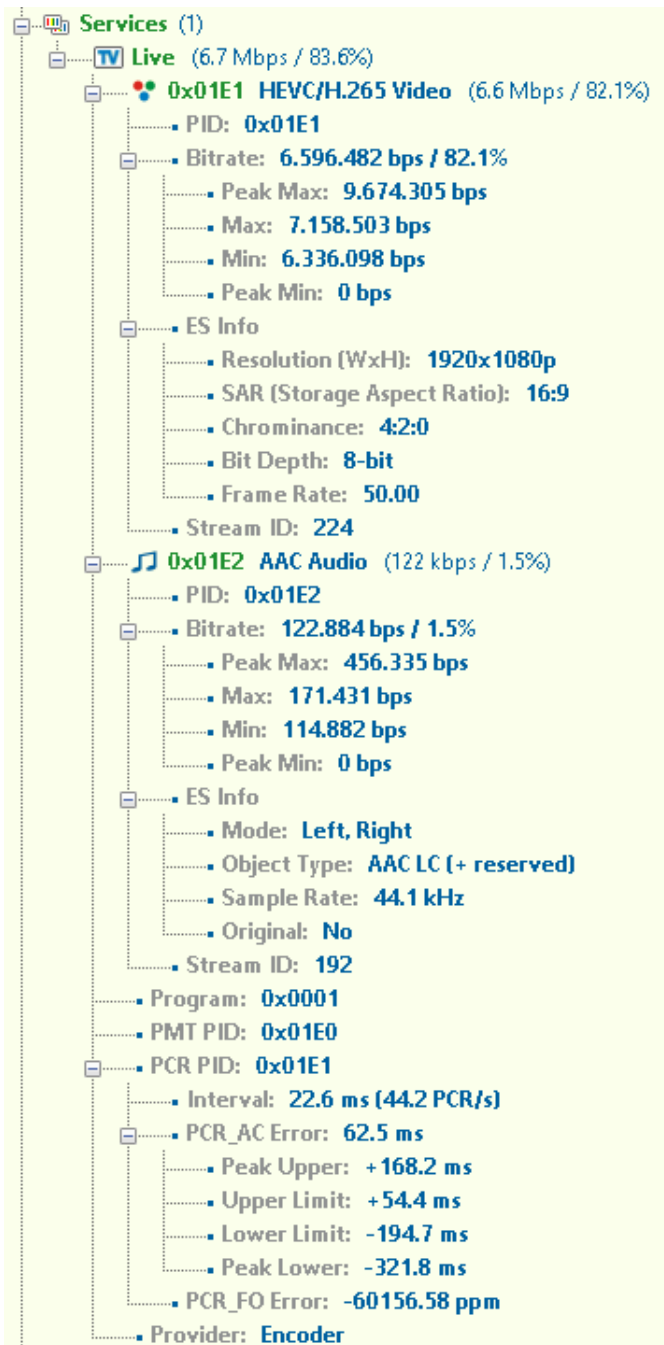 Services (1)
TV Live (6.7 Mbps / 83.6%)
0x01E1 HEVC/H.265 Video (6.6 Mbps / 82.1%)
PID: 0x01E1
Bitrate: 6.596.482 bps / 82.1%
Peak Max: 9.674.305 bps
Max: 7.158.503 bps
Min: 6.336.098 bps
Peak Min: 0 bps
ES Info
Resolution (WxH): 1920x1080p
SAR (Storage Aspect Ratio): 16:9
Chrominance: 4:2:0
Bit Depth: 8-bit
Frame Rate: 50.00
Stream ID: 224
0x01E2 AAC Audio (122 kbps / 1.5%)
PID: 0x01E2
Bitrate: 122.884 bps / 1.5%
Peak Max: 456.335 bps
Max: 171.431 bps
Min: 114.882 bps
Peak Min: 0 bps
ES Info
Mode: Left, Right
Object Type: AAC LC (+ reserved)
Sample Rate: 44.1 kHz
Original: No
Stream ID: 192
Program: 0x0001
PMT PID: 0x01E0
PCR PID: 0x01E1
Interval: 22.6 ms (44.2 PCR/s)
PCR_AC Error: 62.5 ms
Peak Upper: +168.2 ms
Upper Limit: +54.4 ms
Lower Limit: -194.7 ms
Peak Lower: -321.8 ms
PCR_FO Error: -60156.58 ppm
Provider: Encoder